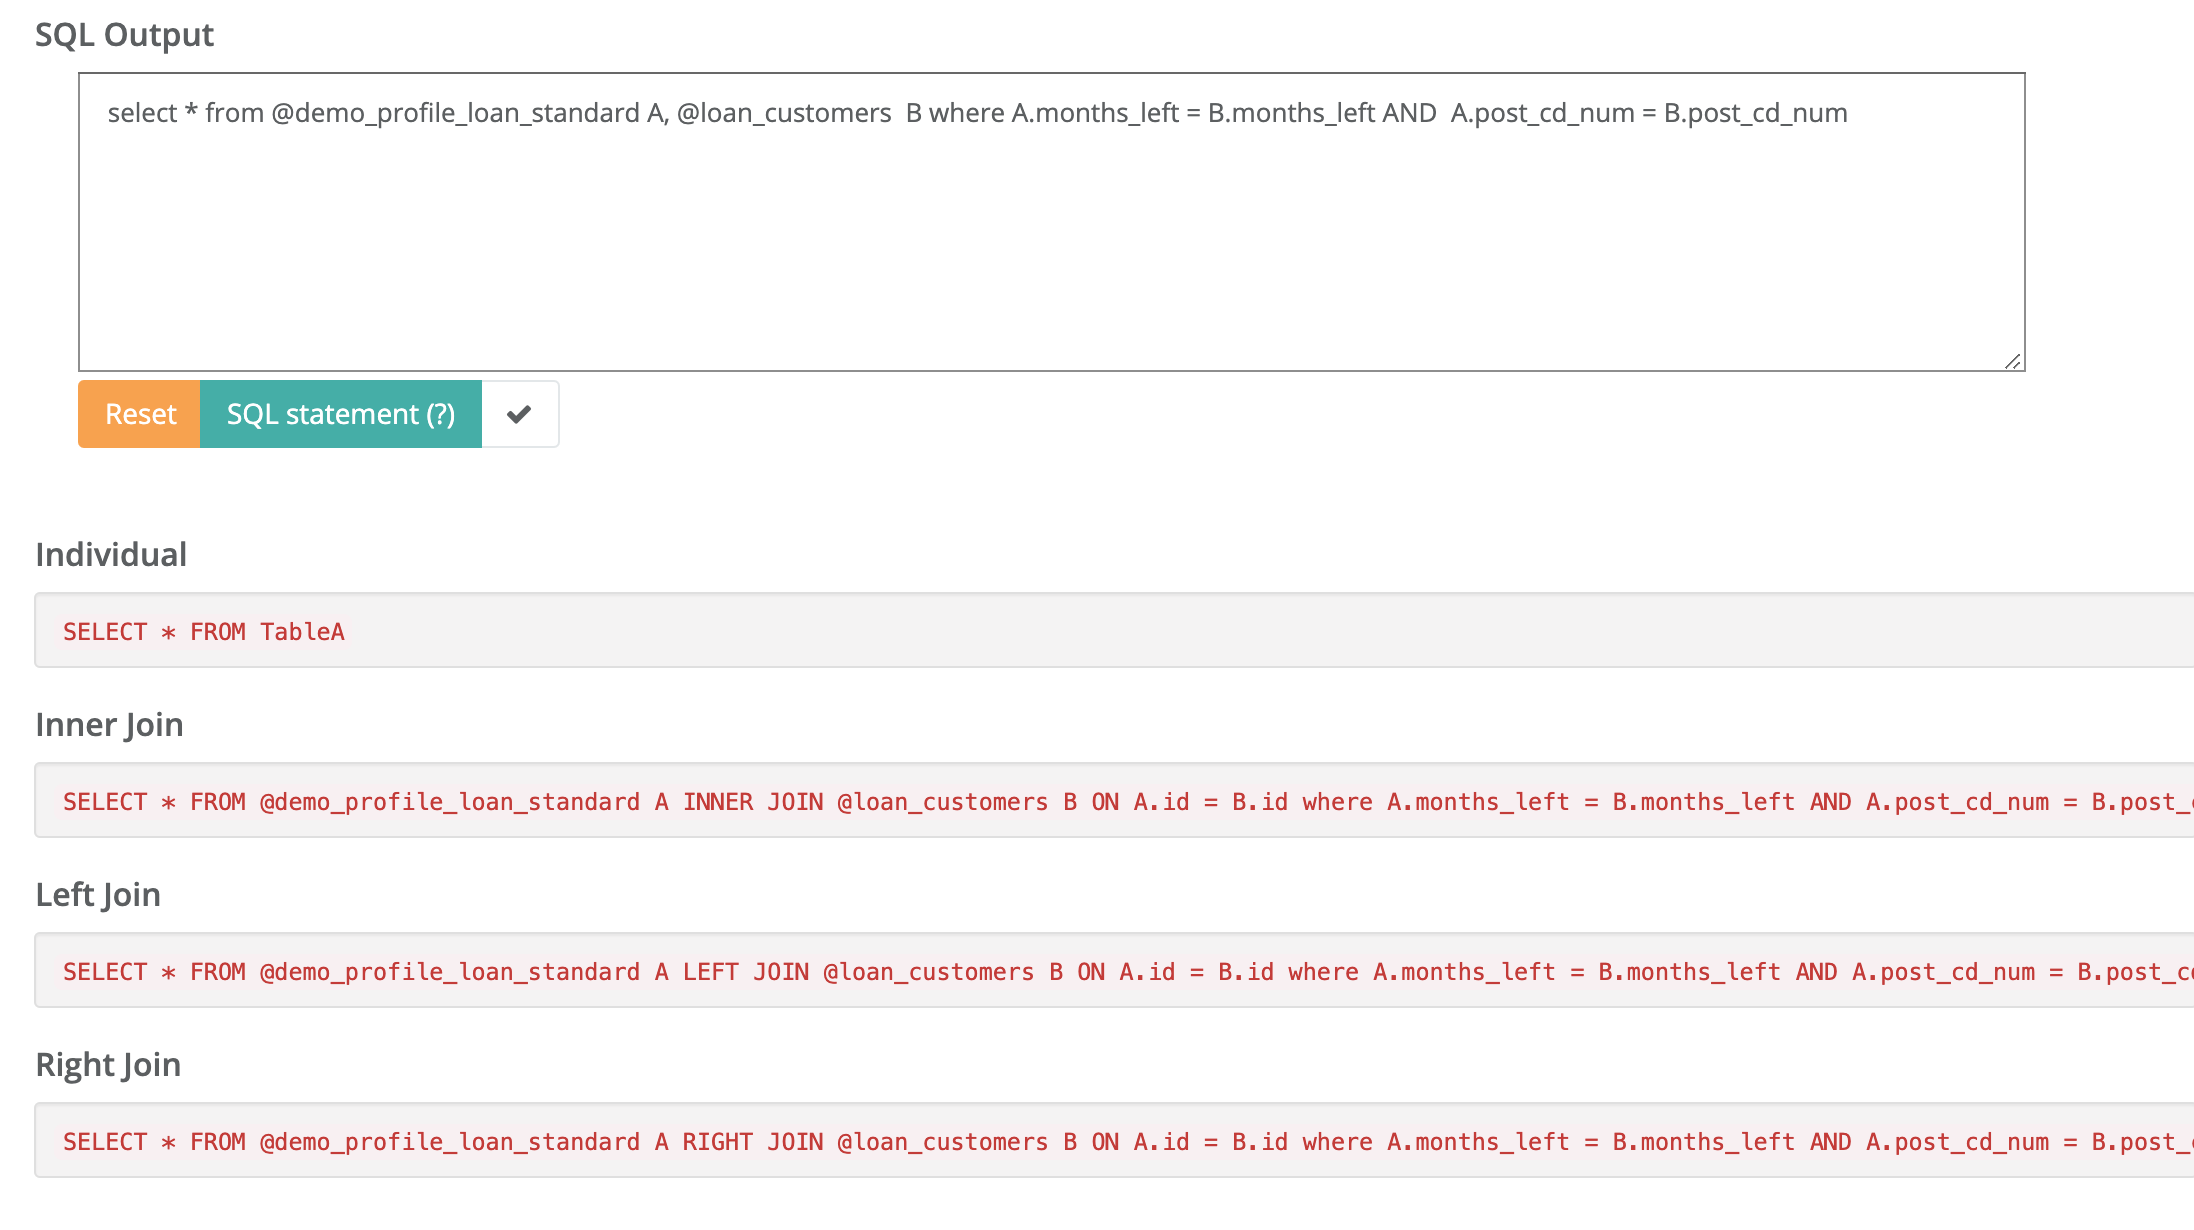 SQL Output
select * from @demo_profile_loan_standard A, @loan_customers  B where A.months_left = B.months_left AND  A.post_cd_num = B.post_cd_num
Reset SQL statement (?)
Individual
SELECT * FROM TableA
Inner Join
SELECT * FROM @demo_profile_loan_standard A INNER JOIN @loan_customers B ON A.id = B.id where A.months_left = B.months_left AND A.post_cd_num = B.post_
Left Join
SELECT * FROM @demo_profile_loan_standard A LEFT JOIN @loan_customers B ON A.id = B.id where A.months_left = B.months_left AND A.post_cd_num = B.post_c
Right Join
SELECT * FROM @demo_profile_loan_standard A RIGHT JOIN @loan_customers B ON A.id = B.id where A.months_left = B.months_left AND A.post_cd_num = B.post_